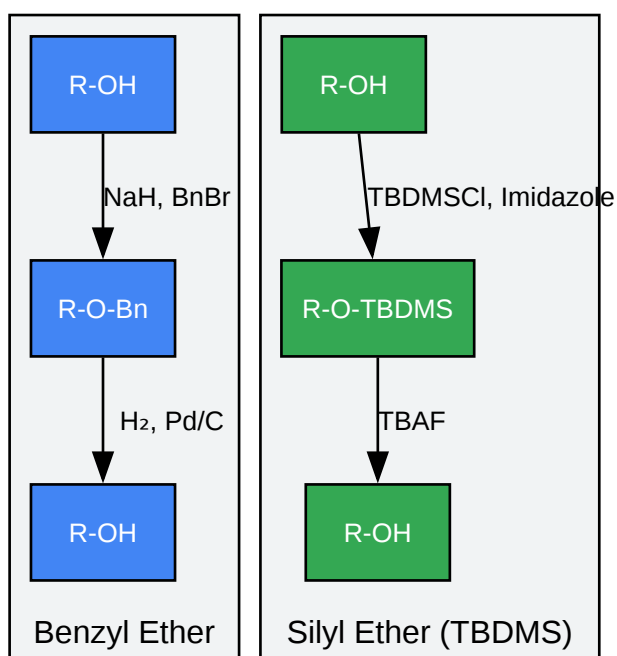 R-OH
NaH, BnBr
R-O-Bn
H₂, Pd/C
R-OH
Benzyl Ether
R-OH
TBDMSCl, Imidazole
R-O-TBDMS
TBAF
R-OH
Silyl Ether (TBDMS)